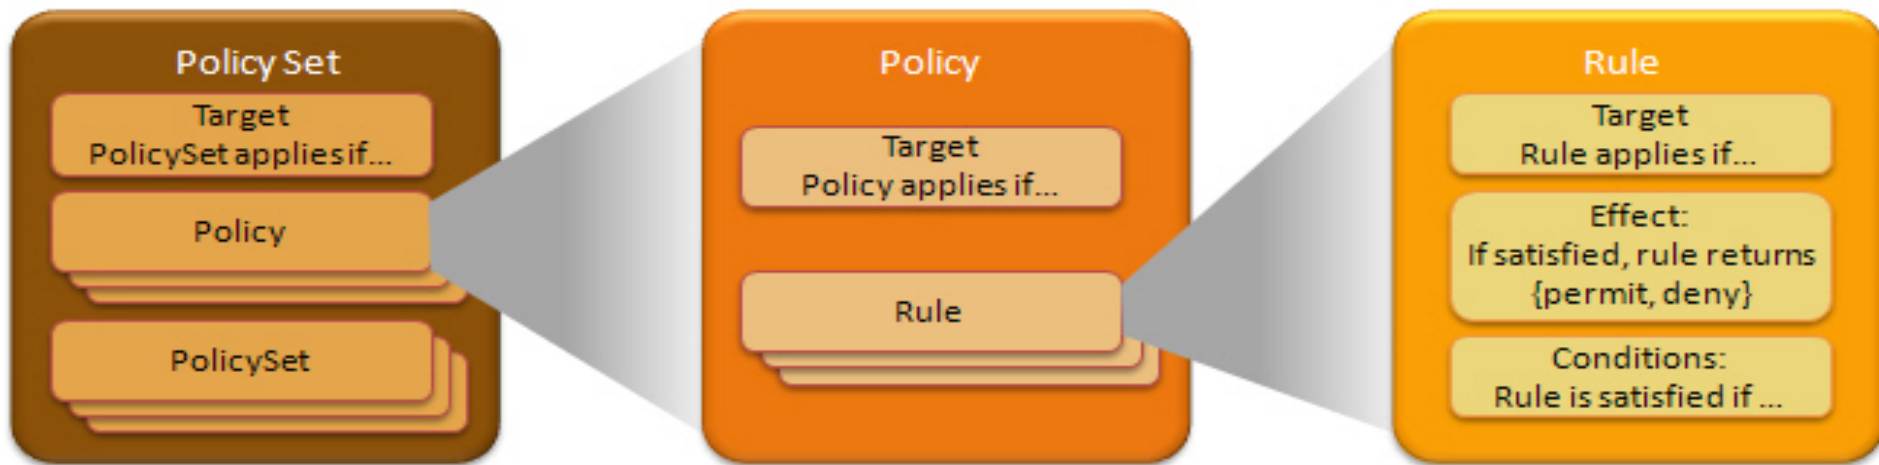 Policy Set
Target
PolicySet applies if...
Policy
PolicySet
Policy
Target
Policy applies if...
Rule
Rule
Target
Rule applies if...
Effect:
If satisfied, rule returns
{permit, deny}
Conditions:
Rule is satisfied if ...